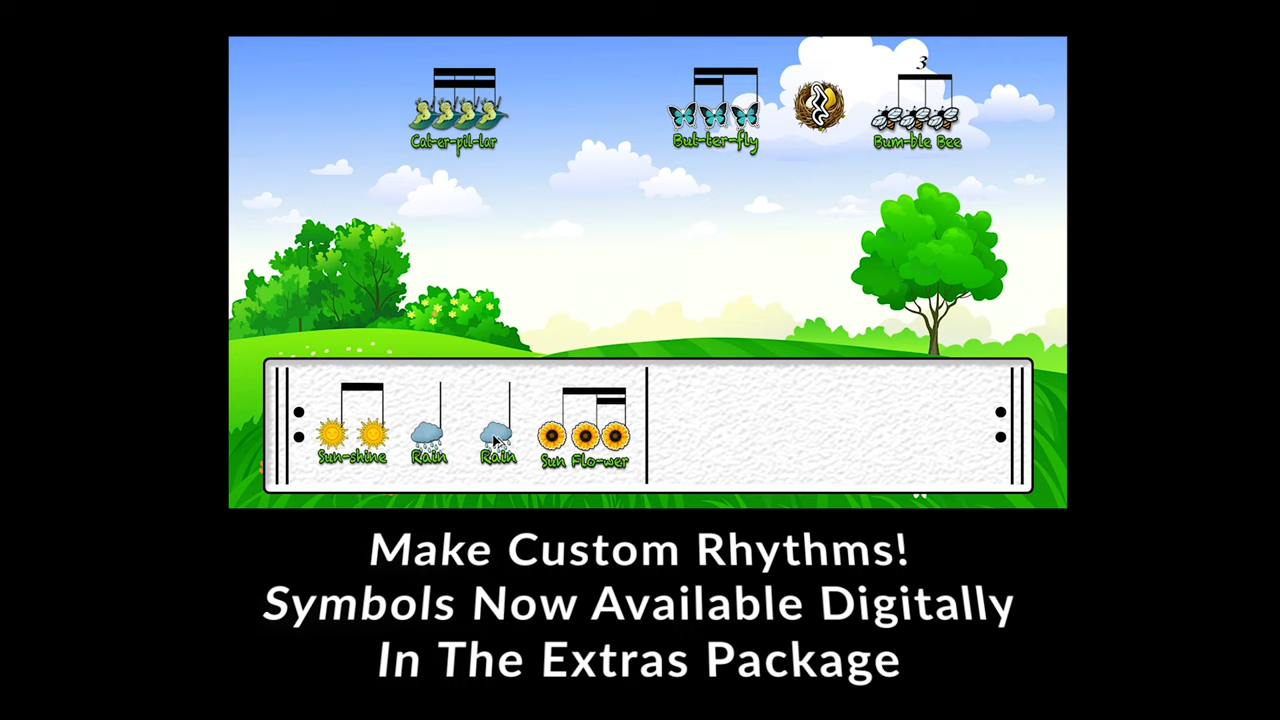 3
Cat-er-pil-lar But-ter-fly Bum-ble Bee
Sun-shine Rain Rain Sun Flo-wer
Make Custom Rhythms!
Symbols Now Available Digitally
In The Extras Package